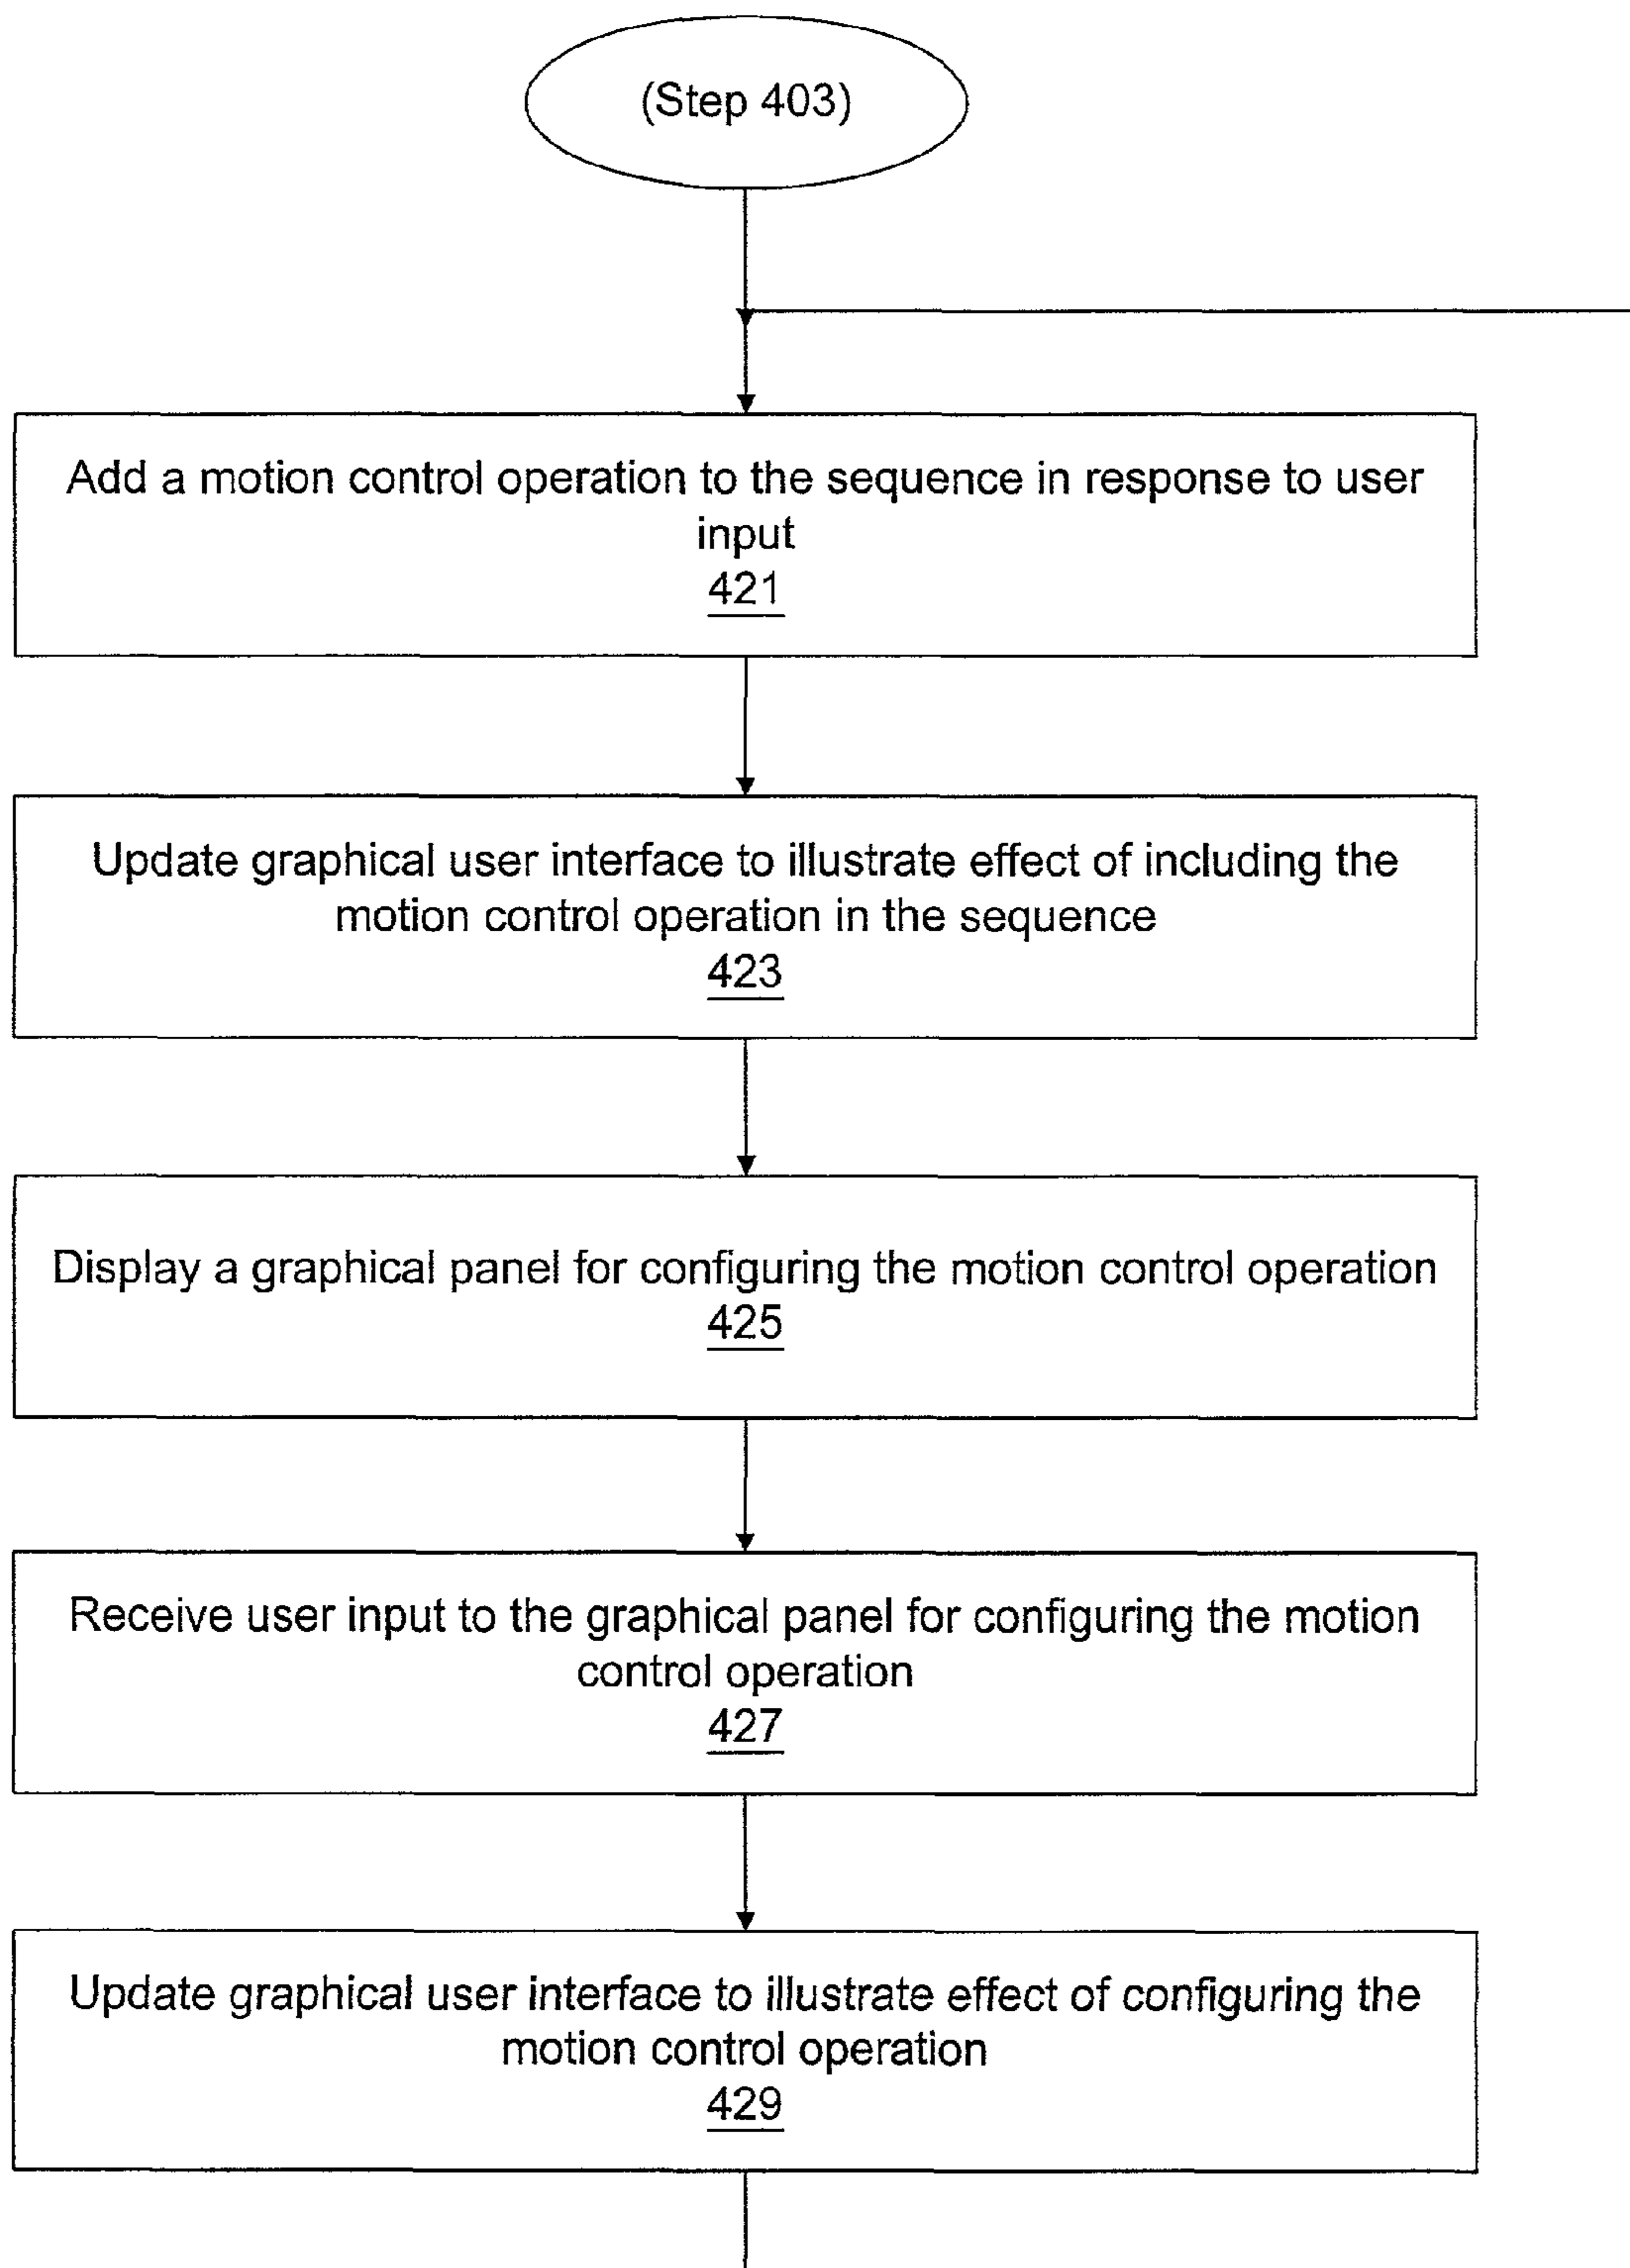 (Step 403)
Add a motion control operation to the sequence in response to user
input
421
Update graphical user interface to illustrate effect of including the
motion control operation in the sequence
423
Display a graphical panel for configuring the motion control operation
425
Receive user input to the graphical panel for configuring the motion
control operation
427
Update graphical user interface to illustrate effect of configuring the
motion control operation
429